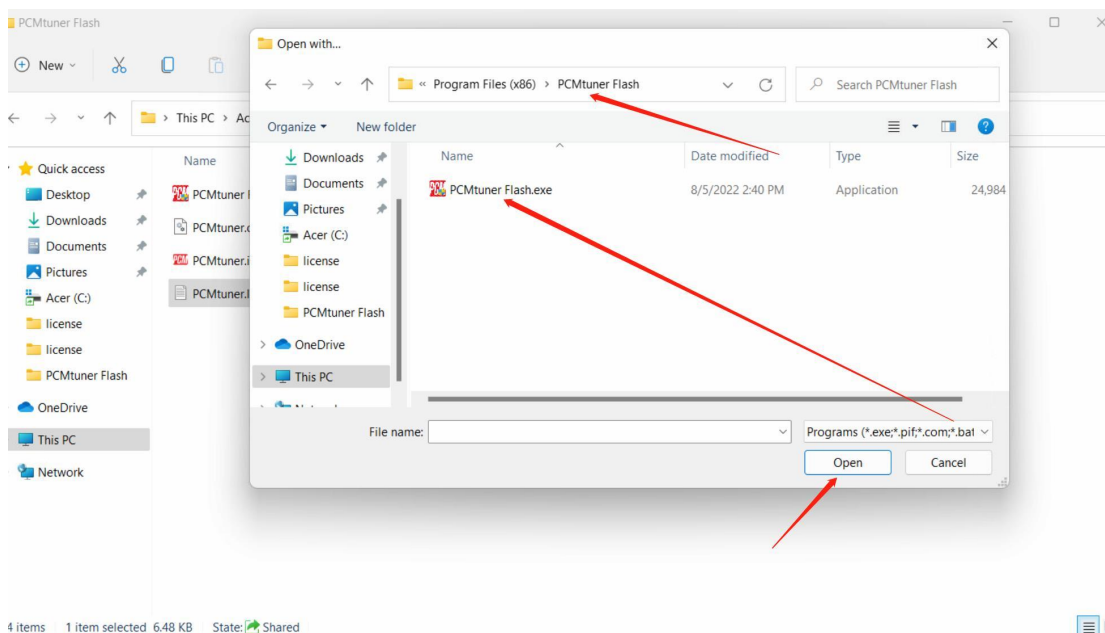 PCMtuner Flash
Open with...
New
« Program Files (x86) > PCMtuner Flash
Search PCMtuner Flash
> This PC > Ac
Organize
New folder
Quick access
Desktop
Downloads
Documents
Pictures
Acer (C:)
license
license
PCMtuner Flash
OneDrive
This PC
Network
Name
PCMtuner
PCMtuner.
PCMtuner.i
PCMtuner.l
Downloads
Documents
Pictures
Acer (C:)
license
license
PCMtuner Flash
OneDrive
This PC
Name
Date modified
Type
Size
PCMtuner Flash.exe
8/5/2022 2:40 PM
Application
24,984
File name:
Programs (*.exe;*.pif;*.com;*.bat
Open
Cancel
4 items
1 item selected 6.48 KB
State: Shared